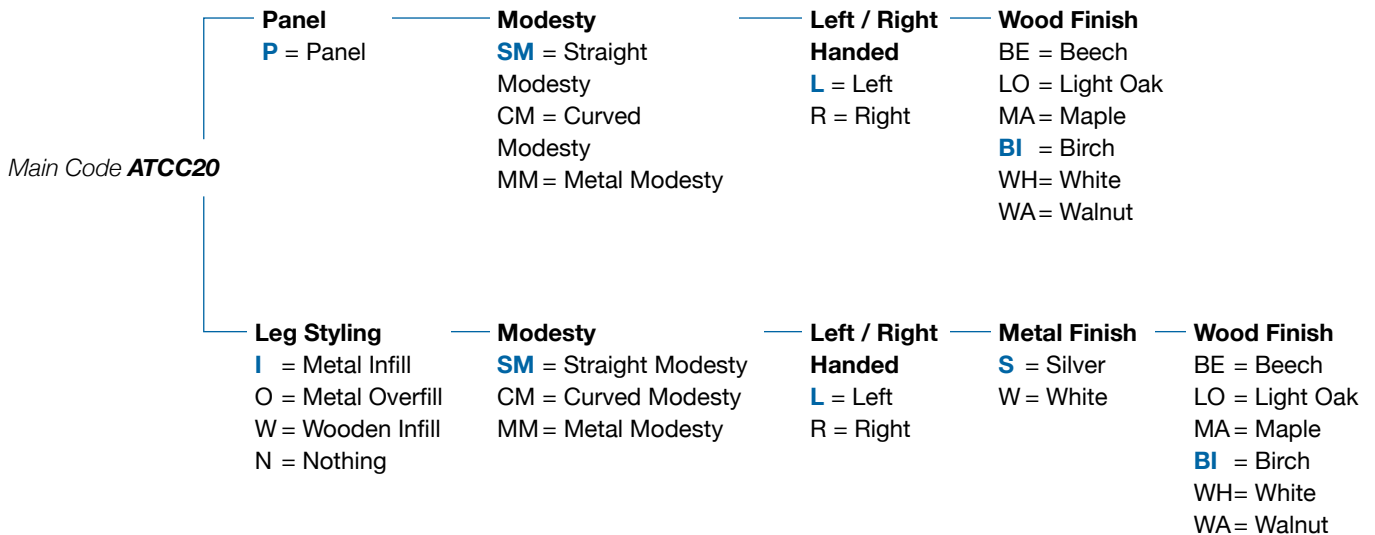 Panel
P = Panel
Modesty
SM = Straight
Modesty
CM = Curved
Modesty
MM = Metal Modesty
Left / Right
Handed
L = Left
R = Right
Wood Finish
BE = Beech
LO = Light Oak
MA = Maple
BI = Birch
WH= White
WA = Walnut
Main Code ATCC20
Leg Styling
I = Metal Infill
O = Metal Overfill
W = Wooden Infill
N = Nothing
Modesty
SM = Straight Modesty
CM = Curved Modesty
MM = Metal Modesty
Left / Right
Handed
L = Left
R = Right
Metal Finish
S = Silver
W = White
Wood Finish
BE = Beech
LO = Light Oak
MA = Maple
BI = Birch
WH= White
WA = Walnut